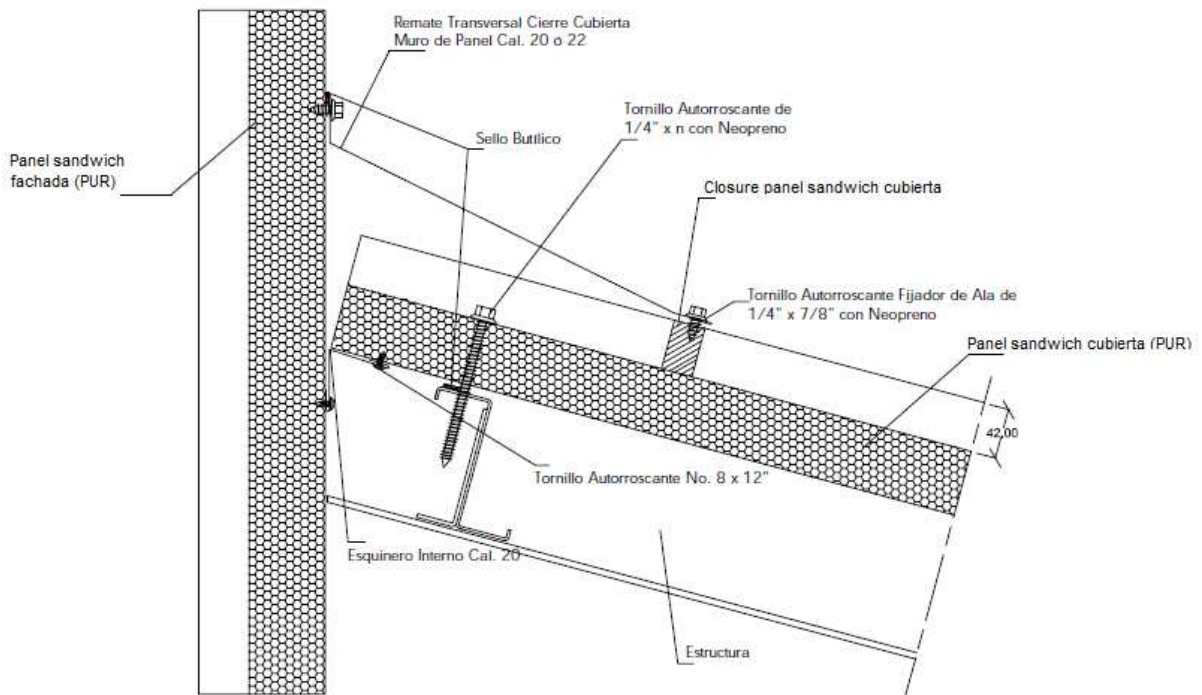 Remate Transversal Cierre Cubierta
Muro de Panel Cal. 20 o 22
Tornillo Autorroscante de
1/4" x n con Neopreno
Sello Butílico
Panel sandwich
fachada (PUR)
Closure panel sandwich cubierta
Tornillo Autorroscante Fijador de Ala de
1/4" x 7/8" con Neopreno
Panel sandwich cubierta (PUR)
42,00
Tornillo Autorroscante No. 8 x 12"
Esquinero Interno Cal. 20
Estructura